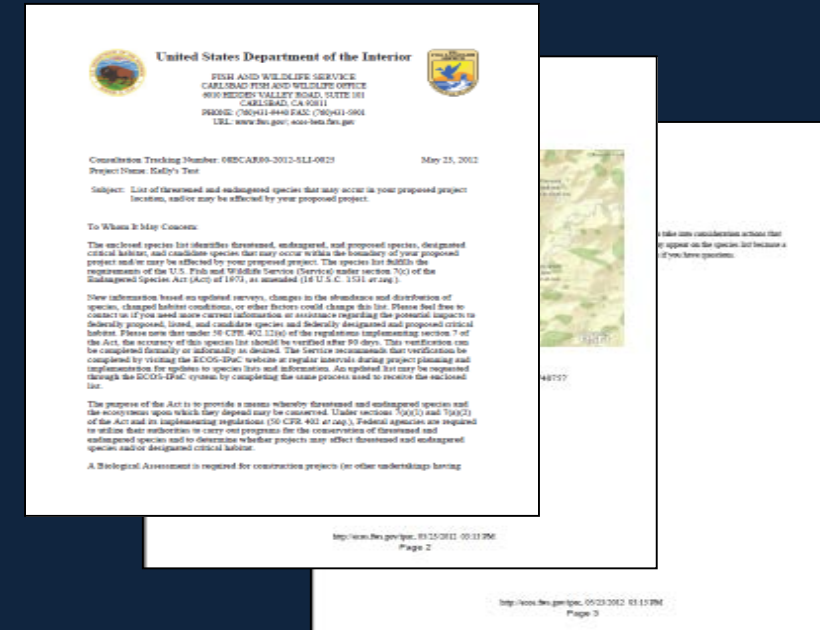 United States Department of the Interior
FISH AND WILDLIFE SERVICE
CARLSBAD FISH AND WILDLIFE OFFICE
6010 HIDDEN VALLEY ROAD, SUITE 101
CARLSBAD, CA 92011
PHONE: (760)431-9440 FAX: (760)431-5901
URL: www.fws.gov/; ecos-beta.fws.gov
Consultation Tracking Number: 08ECAR00-2012-SLI-0023 May 23, 2012
Project Name: Kelly's Test
Subject: List of threatened and endangered species that may occur in your proposed project
location, and/or may be affected by your proposed project.
To Whom It May Concern:
The enclosed species list identifies threatened, endangered, and proposed species, designated
critical habitat, and candidate species that may occur within the boundary of your proposed
project and/or may be affected by your proposed project. The species list fulfills the
requirements of the U.S. Fish and Wildlife Service (Service) under section 7(c) of the
Endangered Species Act (Act) of 1973, as amended (16 U.S.C. 1531 et seq.).
New information based on updated surveys, changes in the abundance and distribution of
species, changed habitat conditions, or other factors could change this list. Please feel free to
contact us if you need more current information or assistance regarding the potential impacts to
federally proposed, listed, and candidate species and federally designated and proposed critical
habitat. Please note that under 50 CFR 402.12(e) of the regulations implementing section 7 of
the Act, the accuracy of this species list should be verified after 90 days. This verification can
be completed formally or informally as desired. The Service recommends that verification be
completed by visiting the ECOS-IPaC website at regular intervals during project planning and
implementation for updates to species lists and information. An updated list may be requested
through the ECOS-IPaC system by completing the same process used to receive the enclosed
list.
The purpose of the Act is to provide a means whereby threatened and endangered species and
the ecosystems upon which they depend may be conserved. Under sections 7(a)(1) and 7(a)(2)
of the Act and its implementing regulations (50 CFR 402 et seq.), Federal agencies are required
to utilize their authorities to carry out programs for the conservation of threatened and
endangered species and to determine whether projects may affect threatened and endangered
species and/or designated critical habitat.
A Biological Assessment is required for construction projects (or other undertakings having
take into consideration actions that
appear on the species list because a
if you have questions.
http://ecos.fws.gov/ipac, 05/23/2012 03:15 PM
Page 2
http://ecos.fws.gov/ipac, 05/23/2012 03:15 PM
Page 3